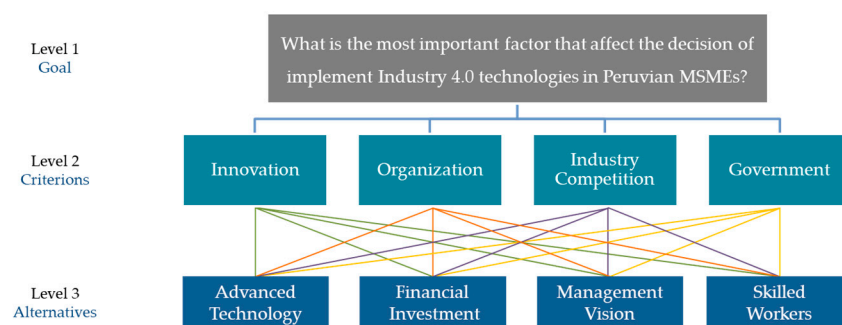 Level 1
Goal
What is the most important factor that affect the decision of
implement Industry 4.0 technologies in Peruvian MSMEs?
Level 2
Criterions
Innovation
Organization
Industry
Competition
Government
Level 3
Alternatives
Advanced
Technology
Financial
Investment
Management
Vision
Skilled
Workers